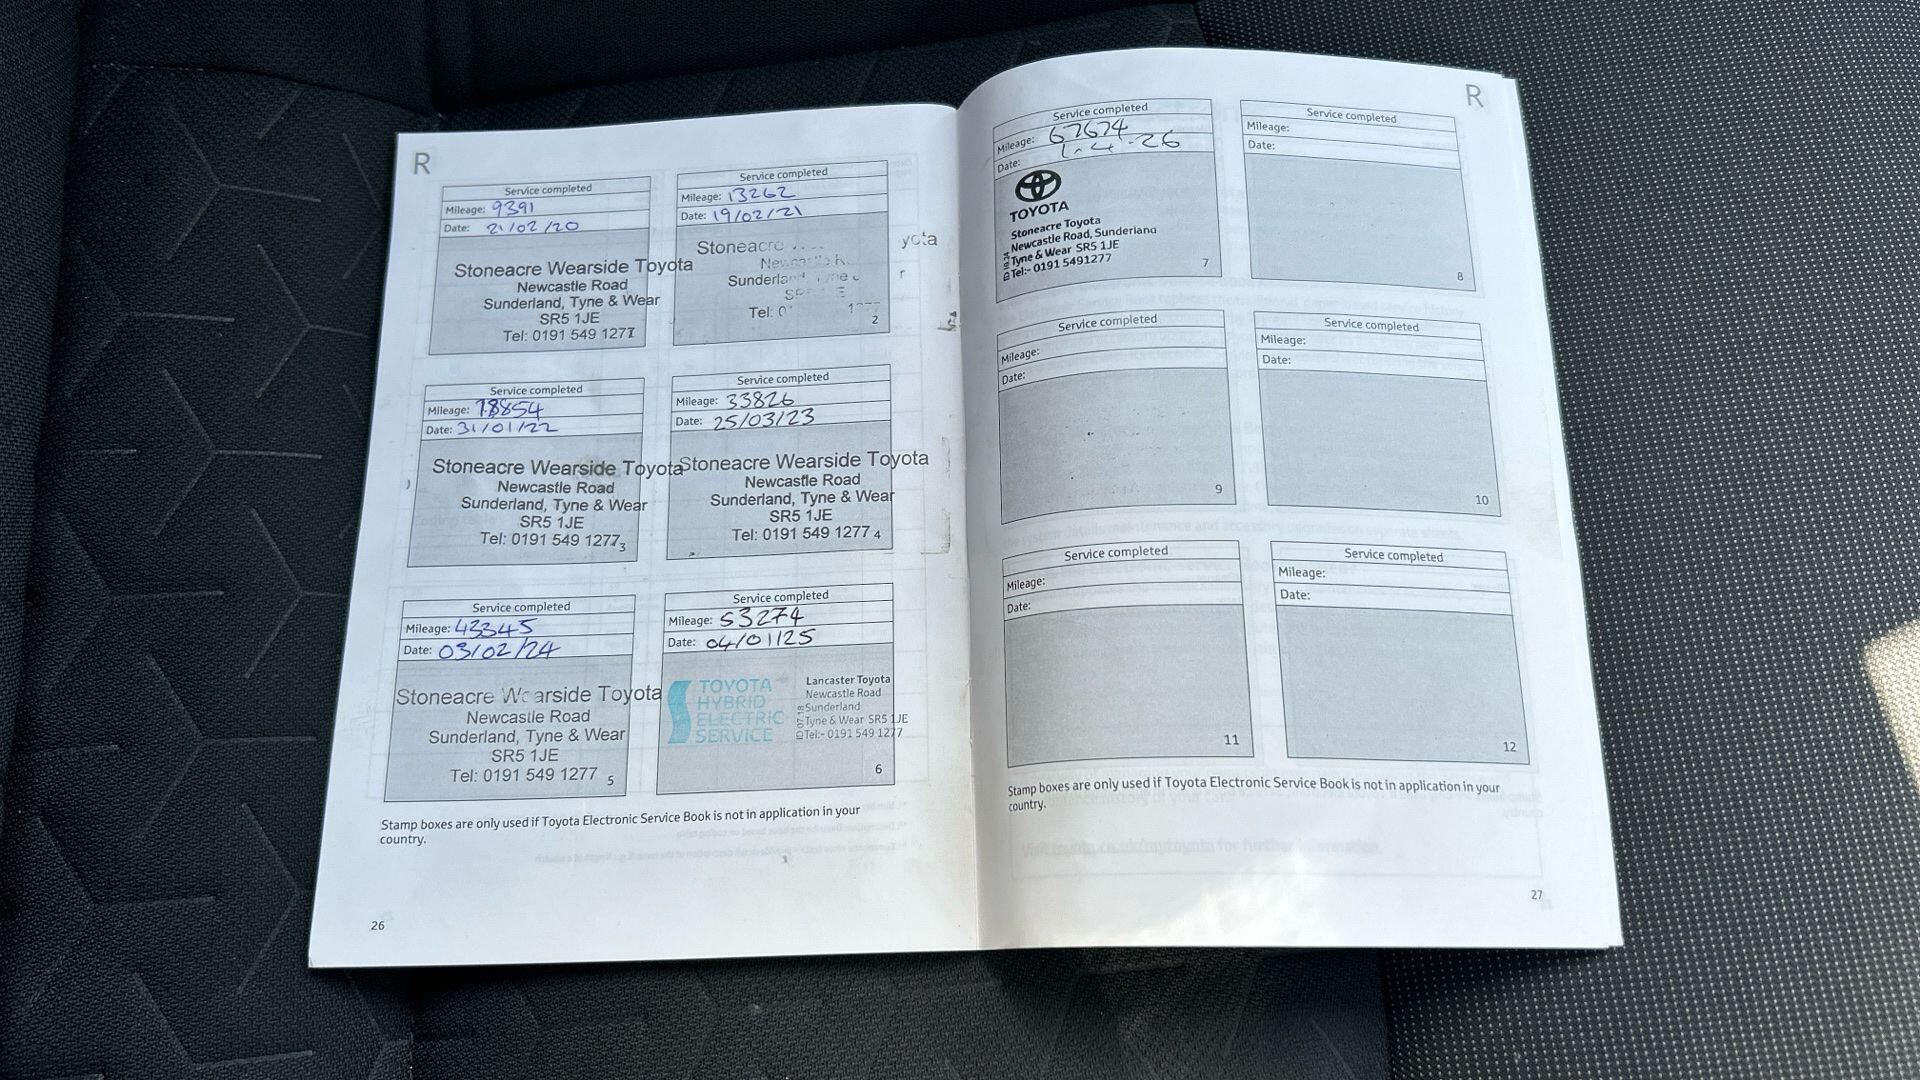 R
Service completed
Mileage: 9391
Date: 21/02/20
Stoneacre Wearside Toyota
Newcastle Road
Sunderland, Tyne & Wear
SR5 1JE
Tel: 0191 549 1277
1
Service completed
Mileage: 13262
Date: 19/02/21
Stoneacre
Tel:
2
Service completed
Mileage: 18854
Date: 31/01/22
Stoneacre Wearside Toyota
Newcastle Road
Sunderland, Tyne & Wear
SR5 1JE
Tel: 0191 549 1277
3
Service completed
Mileage: 33826
Date: 25/03/23
Stoneacre Wearside Toyota
Newcastle Road
Sunderland, Tyne & Wear
SR5 1JE
Tel: 0191 549 1277
4
Service completed
Mileage: 43345
Date: 03/02/24
Stoneacre Wearside Toyota
Newcastle Road
Sunderland, Tyne & Wear
SR5 1JE
Tel: 0191 549 1277
5
Service completed
Mileage: 53274
Date: 04/01/25
TOYOTA
HYBRID
ELECTRIC
SERVICE
Lancaster Toyota
Newcastle Road
Sunderland
Tyne & Wear SR5 1JE
Tel:- 0191 549 1277
6
Stamp boxes are only used if Toyota Electronic Service Book is not in application in your
country.
26
R
Service completed
Mileage: 67674
Date: 1-4-26
TOYOTA
Stoneacre Toyota
Newcastle Road, Sunderland
Tyne & Wear SR5 1JE
Tel:- 0191 5491277
7
Service completed
Mileage:
Date:
8
Service completed
Mileage:
Date:
9
Service completed
Mileage:
Date:
10
Service completed
Mileage:
Date:
11
Service completed
Mileage:
Date:
12
Stamp boxes are only used if Toyota Electronic Service Book is not in application in your
country.
27